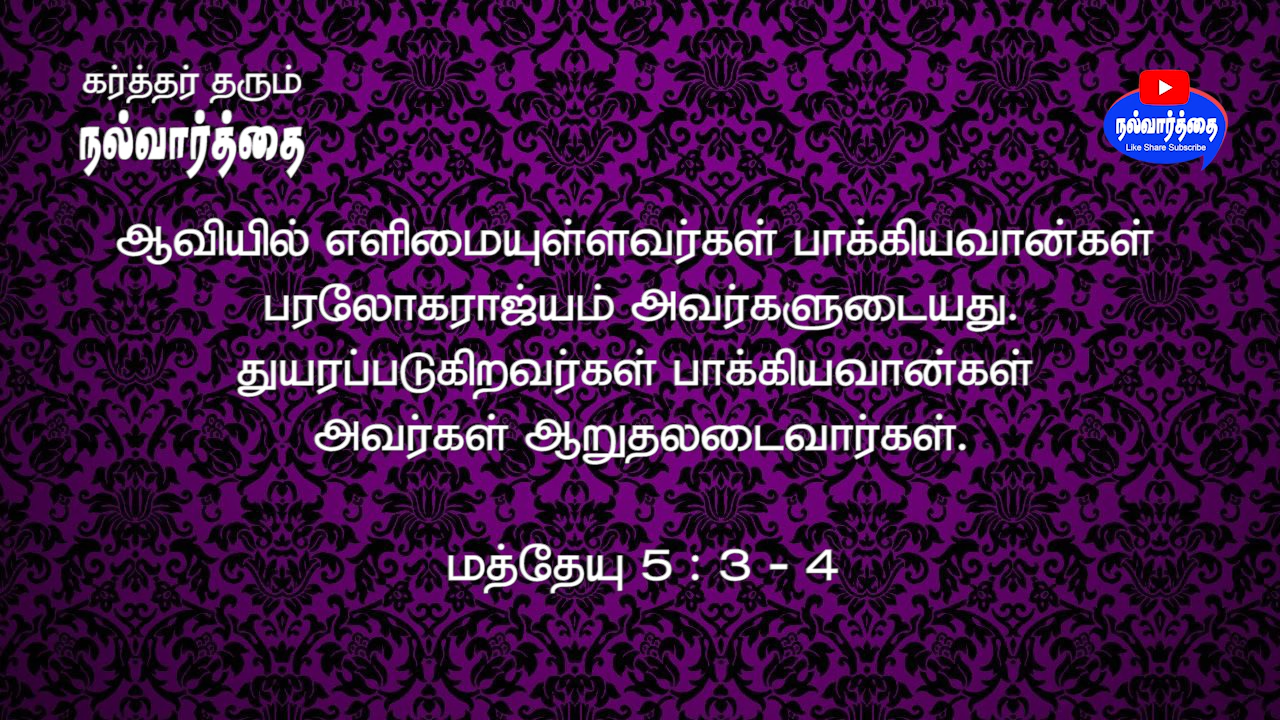 கர்த்தர் தரும்
நல்வார்த்தை
நல்வார்த்தை
Like Share Subscribe
ஆவியில் எளிமையுள்ளவர்கள் பாக்கியவான்கள்
பரலோகராஜ்யம் அவர்களுடையது.
துயரப்படுகிறவர்கள் பாக்கியவான்கள்
அவர்கள் ஆறுதலடைவார்கள்.
மத்தேயு 5 : 3 - 4